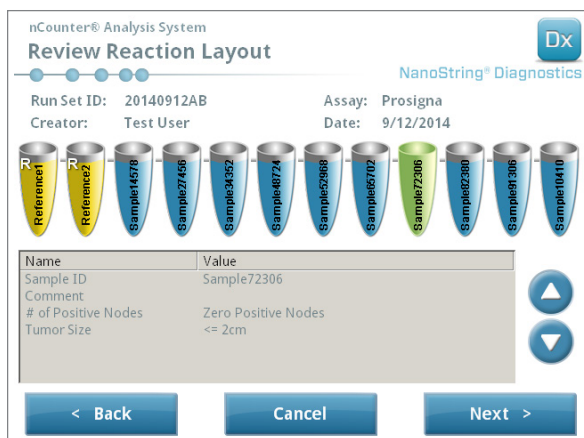 nCounter® Analysis System
Dx
Review Reaction Layout
NanoString® Diagnostics
Run Set ID: 20140912AB Assay: Prosigna
Creator: Test User Date: 9/12/2014
R R
Reference1
Reference2
Sample14578
Sample27456
Sample34352
Sample48724
Sample52968
Sample65702
Sample72306
Sample82380
Sample91306
Sample10410
Name Value
Sample ID Sample72306
Comment
# of Positive Nodes Zero Positive Nodes
Tumor Size <= 2cm
< Back Cancel Next >